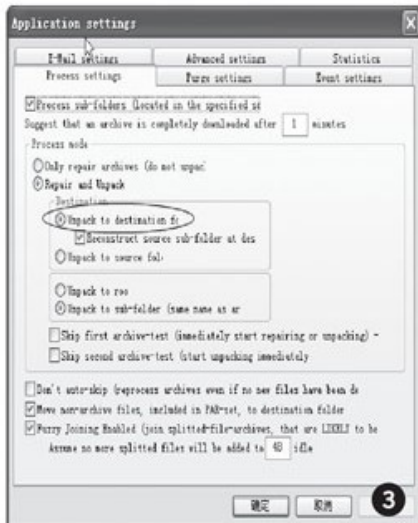 Application settings
E-Mail settings Advanced settings Statistics
Process settings Purge settings Event settings
Process sub-folders (located in the specified so
Suggest that an archive is completely downloaded after 1 minutes
Process mode
Only repair archives (do not unpac
Repair and Unpack
Destination
Unpack to destination fo
Reconstruct source sub-folder at des
Unpack to source fol
Unpack to roo
Unpack to sub-folder (same name as ar
Skip first archive-test (immediately start repairing or unpacking) -
Skip second archive-test (start unpacking immediately
Don't auto-skip (reprocess archives even if no new files have been de
Move non-archive files, included in PAR-set, to destination folder
Fuzzy Joining Enabled (join splitted-file-archives, that are LIKELY to be
Assume no more splitted files will be added to 48 idle
确定 取消
3